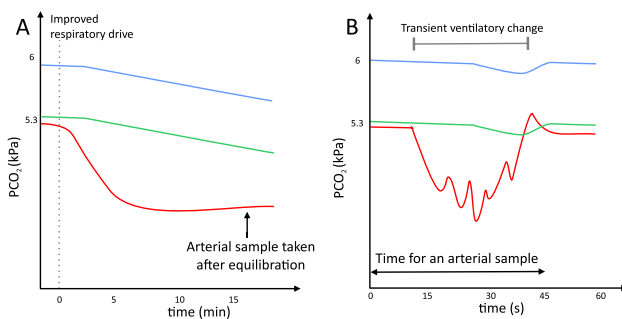 A
Improved
respiratory drive
6
5.3
PCO₂ (kPa)
Arterial sample taken
after equilibration
0 5 10 15
time (min)
B
Transient ventilatory change
6
5.3
PCO₂ (kPa)
Time for an arterial sample
0 15 30 45 60
time (s)